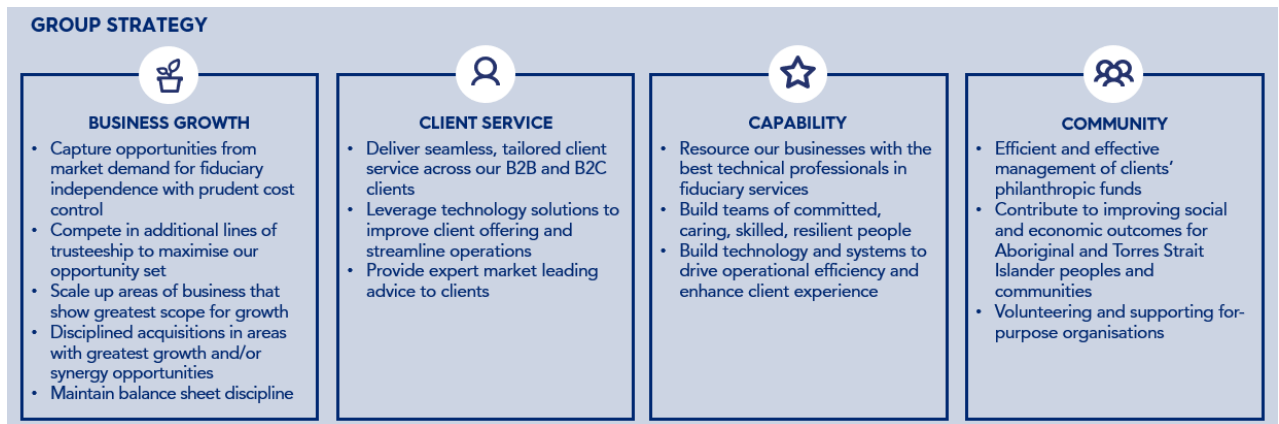 GROUP STRATEGY
BUSINESS GROWTH
• Capture opportunities from
market demand for fiduciary
independence with prudent cost
control
• Compete in additional lines of
trusteeship to maximise our
opportunity set
• Scale up areas of business that
show greatest scope for growth
• Disciplined acquisitions in areas
with greatest growth and/or
synergy opportunities
• Maintain balance sheet discipline
CLIENT SERVICE
• Deliver seamless, tailored client
service across our B2B and B2C
clients
• Leverage technology solutions to
improve client offering and
streamline operations
• Provide expert market leading
advice to clients
CAPABILITY
• Resource our businesses with the
best technical professionals in
fiduciary services
• Build teams of committed,
caring, skilled, resilient people
• Build technology and systems to
drive operational efficiency and
enhance client experience
COMMUNITY
• Efficient and effective
management of clients’
philanthropic funds
• Contribute to improving social
and economic outcomes for
Aboriginal and Torres Strait
Islander peoples and
communities
• Volunteering and supporting for-
purpose organisations